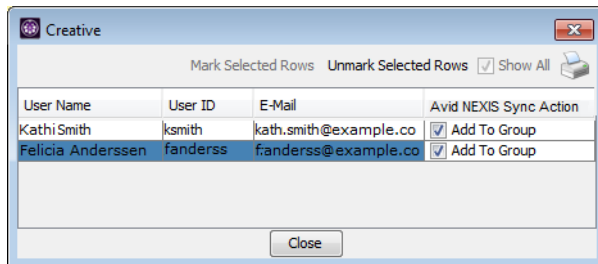 Creative
Mark Selected Rows Unmark Selected Rows Show All
User Name User ID E-Mail Avid NEXIS Sync Action
Kathi Smith ksmith kath.smith@example.co Add To Group
Felicia Anderssen fanderss f.anderss@example.co Add To Group
Close